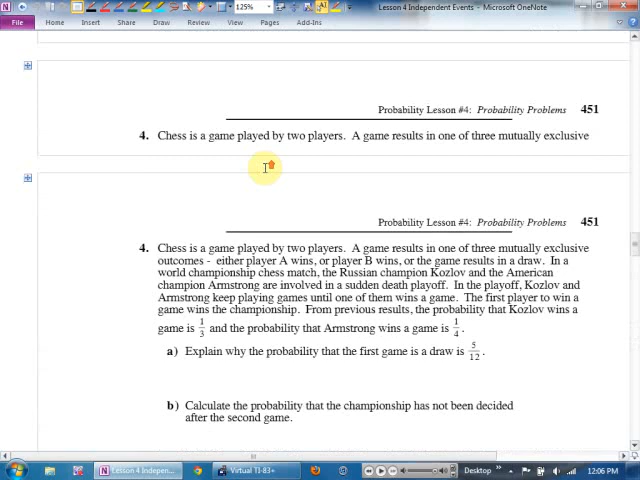 Lesson 4 Independent Events - Microsoft OneNote
File
Home
Insert
Share
Draw
Review
View
Pages
Add-Ins
125%
Probability Lesson #4: Probability Problems 451
4. Chess is a game played by two players. A game results in one of three mutually exclusive
Probability Lesson #4: Probability Problems 451
4. Chess is a game played by two players. A game results in one of three mutually exclusive
outcomes - either player A wins, or player B wins, or the game results in a draw. In a
world championship chess match, the Russian champion Kozlov and the American
champion Armstrong are involved in a sudden death playoff. In the playoff, Kozlov and
Armstrong keep playing games until one of them wins a game. The first player to win a
game wins the championship. From previous results, the probability that Kozlov wins a
game is 1/3 and the probability that Armstrong wins a game is 1/4.
a) Explain why the probability that the first game is a draw is 5/12.
b) Calculate the probability that the championship has not been decided
after the second game.
Lesson 4 Indepen...
Virtual TI-83+
Desktop
12:06 PM